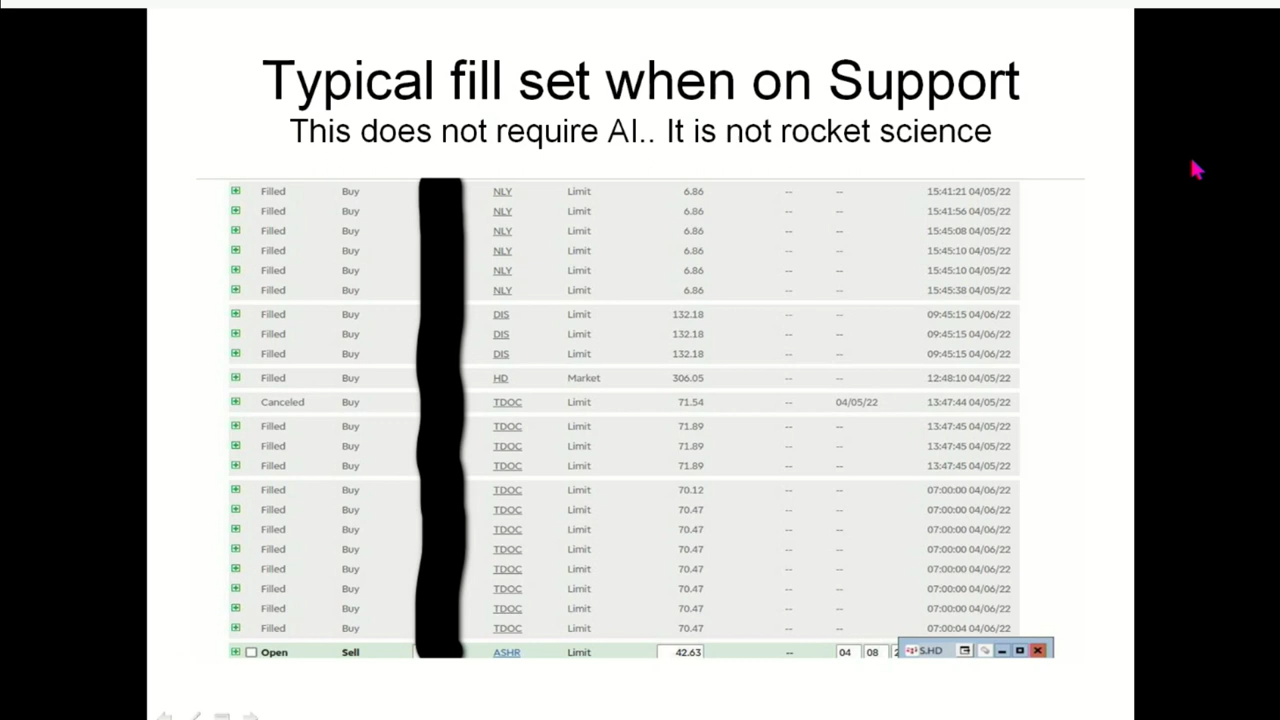 Typical fill set when on Support
This does not require AI.. It is not rocket science
Filled Buy NLY Limit 6.86 -- -- 15:41:21 04/05/22
Filled Buy NLY Limit 6.86 -- -- 15:41:56 04/05/22
Filled Buy NLY Limit 6.86 -- -- 15:45:08 04/05/22
Filled Buy NLY Limit 6.86 -- -- 15:45:10 04/05/22
Filled Buy NLY Limit 6.86 -- -- 15:45:10 04/05/22
Filled Buy NLY Limit 6.86 -- -- 15:45:38 04/05/22
Filled Buy DIS Limit 132.18 -- -- 09:45:15 04/06/22
Filled Buy DIS Limit 132.18 -- -- 09:45:15 04/06/22
Filled Buy DIS Limit 132.18 -- -- 09:45:15 04/06/22
Filled Buy HD Market 306.05 -- -- 12:48:10 04/05/22
Canceled Buy TDOC Limit 71.54 -- 04/05/22 13:47:44 04/05/22
Filled Buy TDOC Limit 71.89 -- -- 13:47:45 04/05/22
Filled Buy TDOC Limit 71.89 -- -- 13:47:45 04/05/22
Filled Buy TDOC Limit 71.89 -- -- 13:47:45 04/05/22
Filled Buy TDOC Limit 70.12 -- -- 07:00:00 04/06/22
Filled Buy TDOC Limit 70.47 -- -- 07:00:00 04/06/22
Filled Buy TDOC Limit 70.47 -- -- 07:00:00 04/06/22
Filled Buy TDOC Limit 70.47 -- -- 07:00:00 04/06/22
Filled Buy TDOC Limit 70.47 -- -- 07:00:00 04/06/22
Filled Buy TDOC Limit 70.47 -- -- 07:00:00 04/06/22
Filled Buy TDOC Limit 70.47 -- -- 07:00:00 04/06/22
Filled Buy TDOC Limit 70.47 -- -- 07:00:04 04/06/22
Open Sell ASHR Limit 42.63 -- 04 08 S.HD